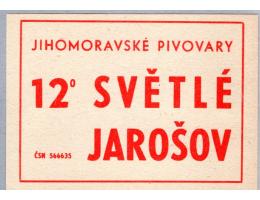 JIHOMORAVSKÉ PIVOVARY
12° SVĚTLÉ
ČSN 566635 JAROŠOV